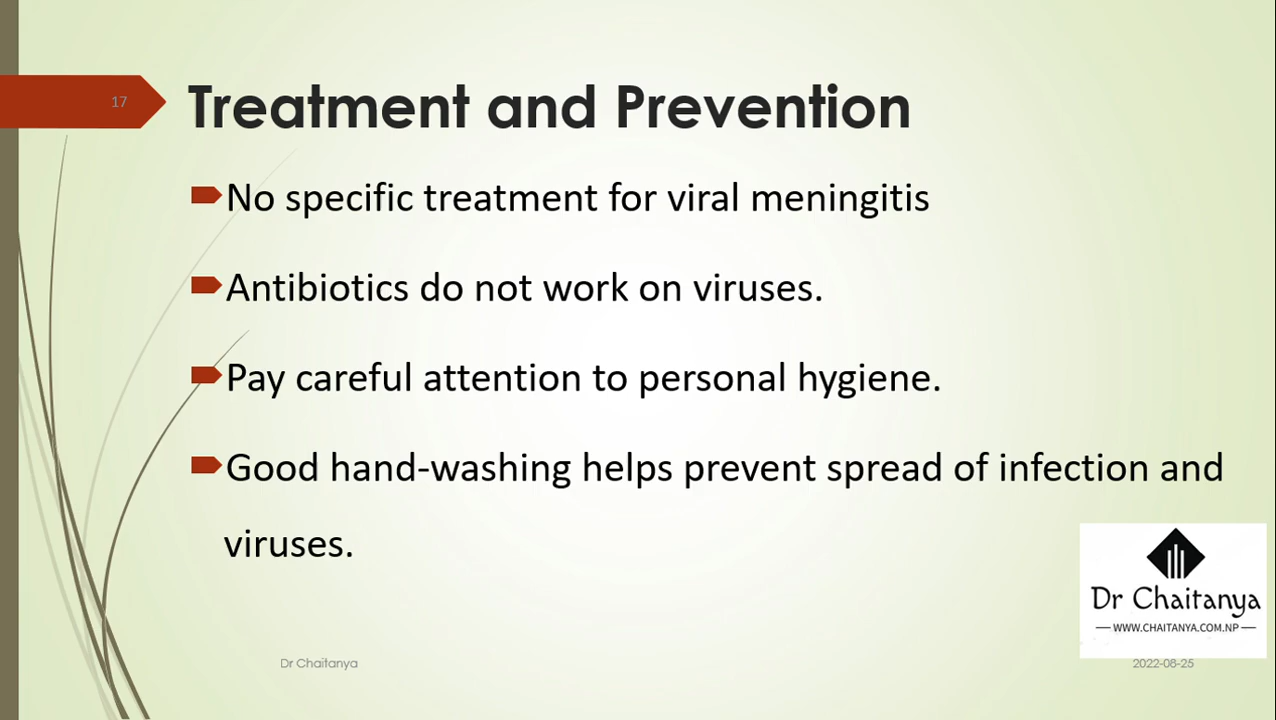 17
Treatment and Prevention
No specific treatment for viral meningitis
Antibiotics do not work on viruses.
Pay careful attention to personal hygiene.
Good hand-washing helps prevent spread of infection and
viruses.
Dr Chaitanya
WWW.CHAITANYA.COM.NP
Dr Chaitanya
2022-08-25